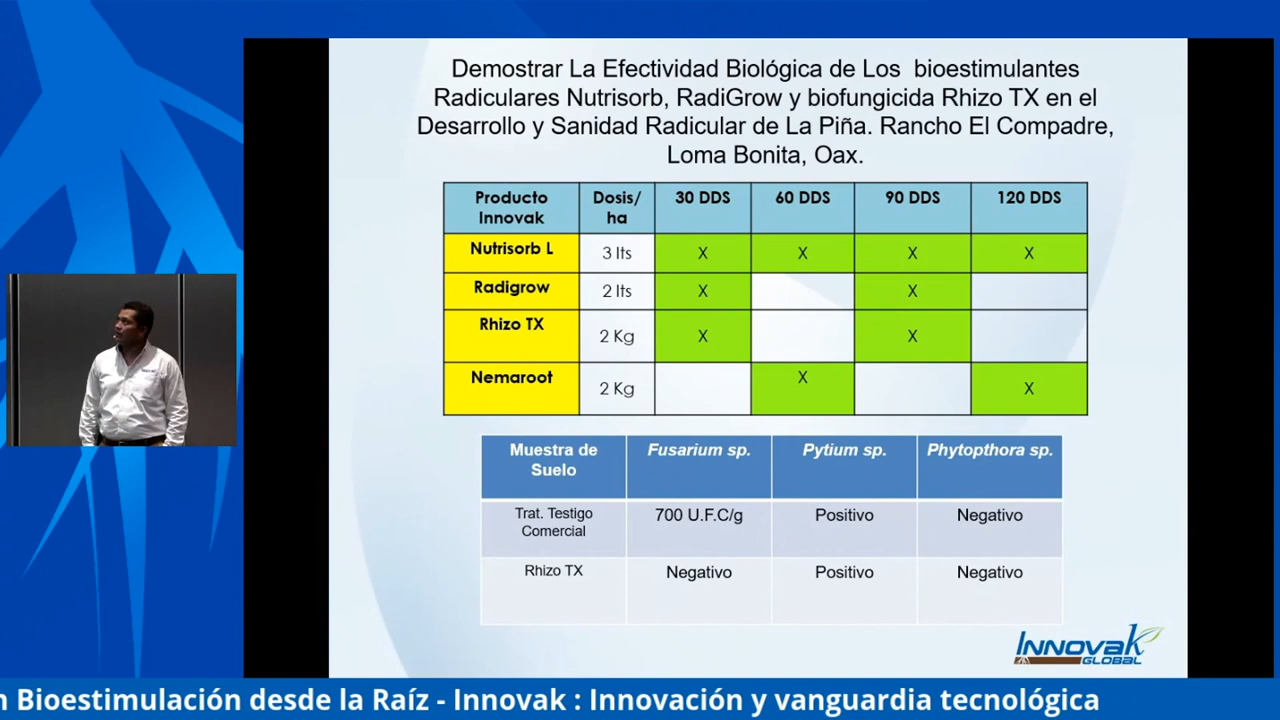 Demostrar La Efectividad Biológica de Los bioestimulantes
Radiculares Nutrisorb, RadiGrow y biofungicida Rhizo TX en el
Desarrollo y Sanidad Radicular de La Piña. Rancho El Compadre,
Loma Bonita, Oax.
Producto Innovak Dosis/ ha 30 DDS 60 DDS 90 DDS 120 DDS
Nutrisorb L 3 lts X X X X
Radigrow 2 lts X X
Rhizo TX 2 Kg X X
Nemaroot 2 Kg X X
Muestra de Suelo Fusarium sp. Pytium sp. Phytopthora sp.
Trat. Testigo Comercial 700 U.F.C/g Positivo Negativo
Rhizo TX Negativo Positivo Negativo
Innovak
GLOBAL
n Bioestimulación desde la Raíz - Innovak : Innovación y vanguardia tecnológica